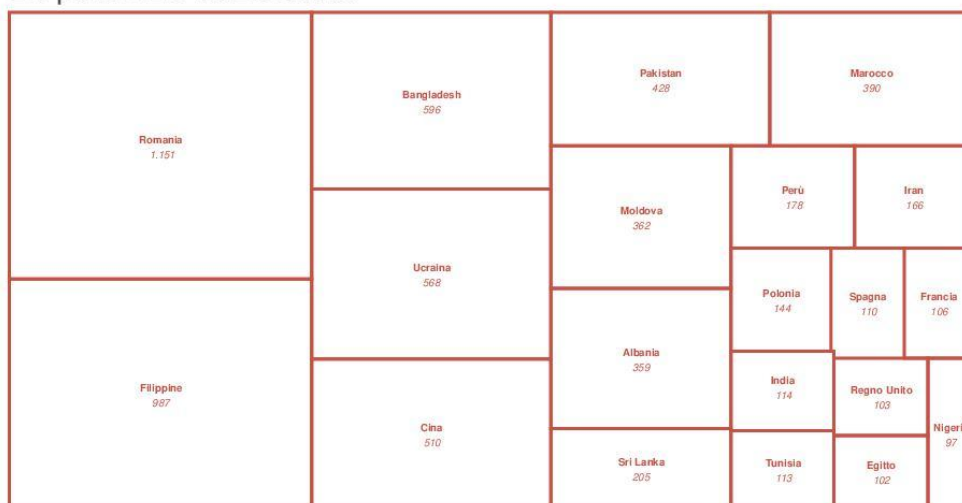 Romania
1.151
Filippine
987
Bangladesh
596
Ucraina
568
Cina
510
Pakistan
428
Marocco
390
Moldova
362
Albania
359
Sri Lanka
205
Perù
178
Iran
166
Polonia
144
Spagna
110
Francia
106
India
114
Tunisia
113
Regno Unito
103
Egitto
102
Nigeri
97